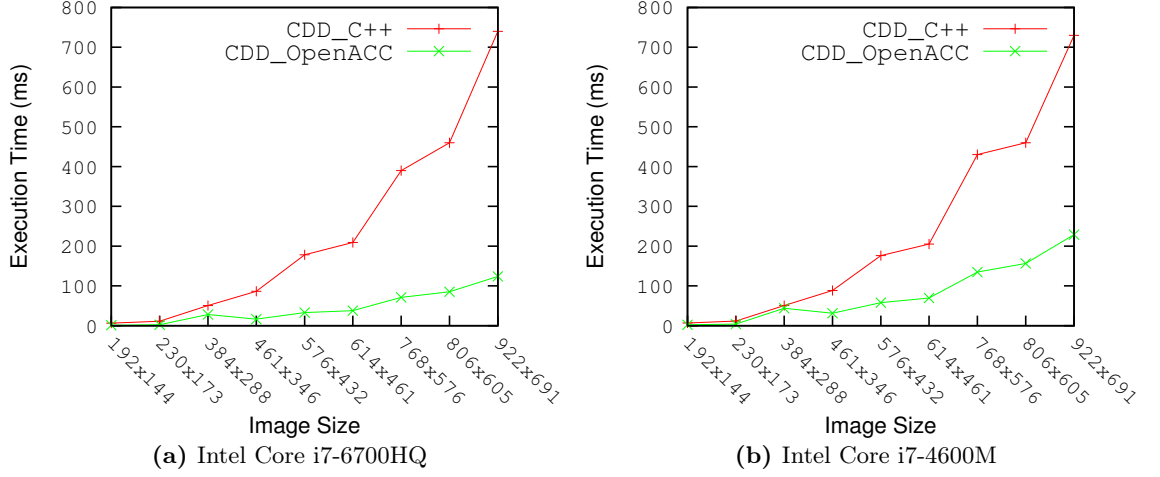 800
700
600
500
400
300
200
100
0
Execution Time (ms)
CDD_C++
CDD_OpenACC
192x144
230x173
384x288
461x346
576x432
614x461
768x576
806x605
922x691
Image Size
(a) Intel Core i7-6700HQ
800
700
600
500
400
300
200
100
0
Execution Time (ms)
CDD_C++
CDD_OpenACC
192x144
230x173
384x288
461x346
576x432
614x461
768x576
806x605
922x691
Image Size
(b) Intel Core i7-4600M